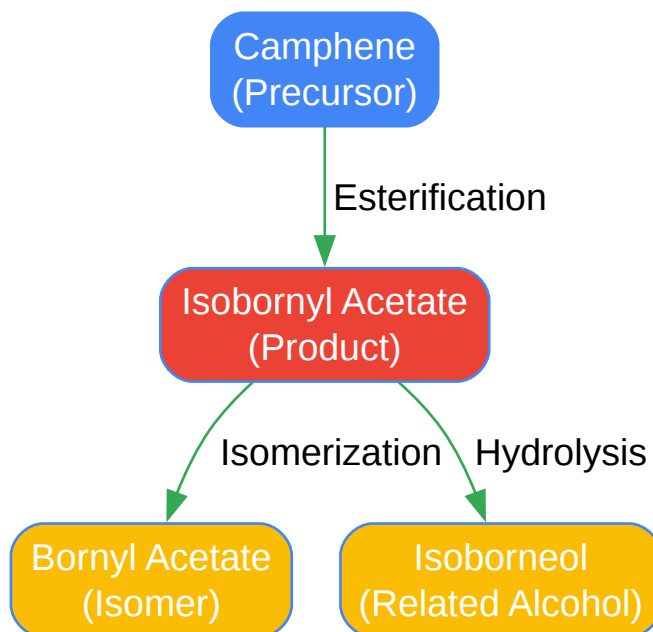 Camphene
(Precursor)
Esterification
Isobornyl Acetate
(Product)
Isomerization
Hydrolysis
Bornyl Acetate
(Isomer)
Isoborneol
(Related Alcohol)